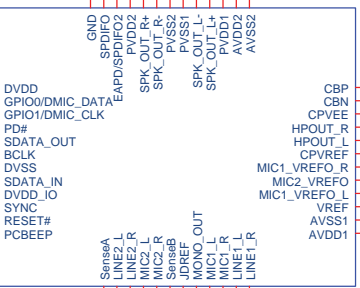 GND
SPDIFO
EAPD/SPDIFO2
PVDD2
SPK_OUT_R+
SPK_OUT_R-
PVSS2
PVSS1
SPK_OUT_L-
SPK_OUT_L+
PVDD1
AVDD2
AVSS2
DVDD
GPIO0/DMIC_DATA
GPIO1/DMIC_CLK
PD#
SDATA_OUT
BCLK
DVSS
SDATA_IN
DVDD_IO
SYNC
RESET#
PCBEEP
CBP
CBN
CPVEE
HPOUT_R
HPOUT_L
CPVREF
MIC1_VREFO_R
MIC2_VREFO
MIC1_VREFO_L
VREF
AVSS1
AVDD1
SenseA
LINE2_L
LINE2_R
MIC2_L
MIC2_R
SenseB
JDREF
MONO_OUT
MIC1_L
MIC1_R
LINE1_L
LINE1_R